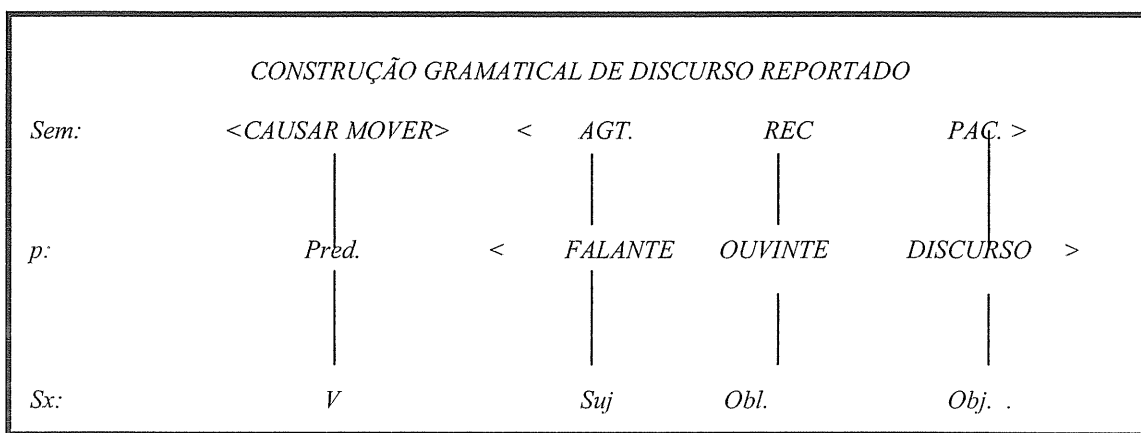 CONSTRUÇÃO GRAMATICAL DE DISCURSO REPORTADO
Sem: <CAUSAR MOVER> < AGT. REC PAC. >
p: Pred. < FALANTE OUVINTE DISCURSO >
Sx: V Suj Obl. Obj. .